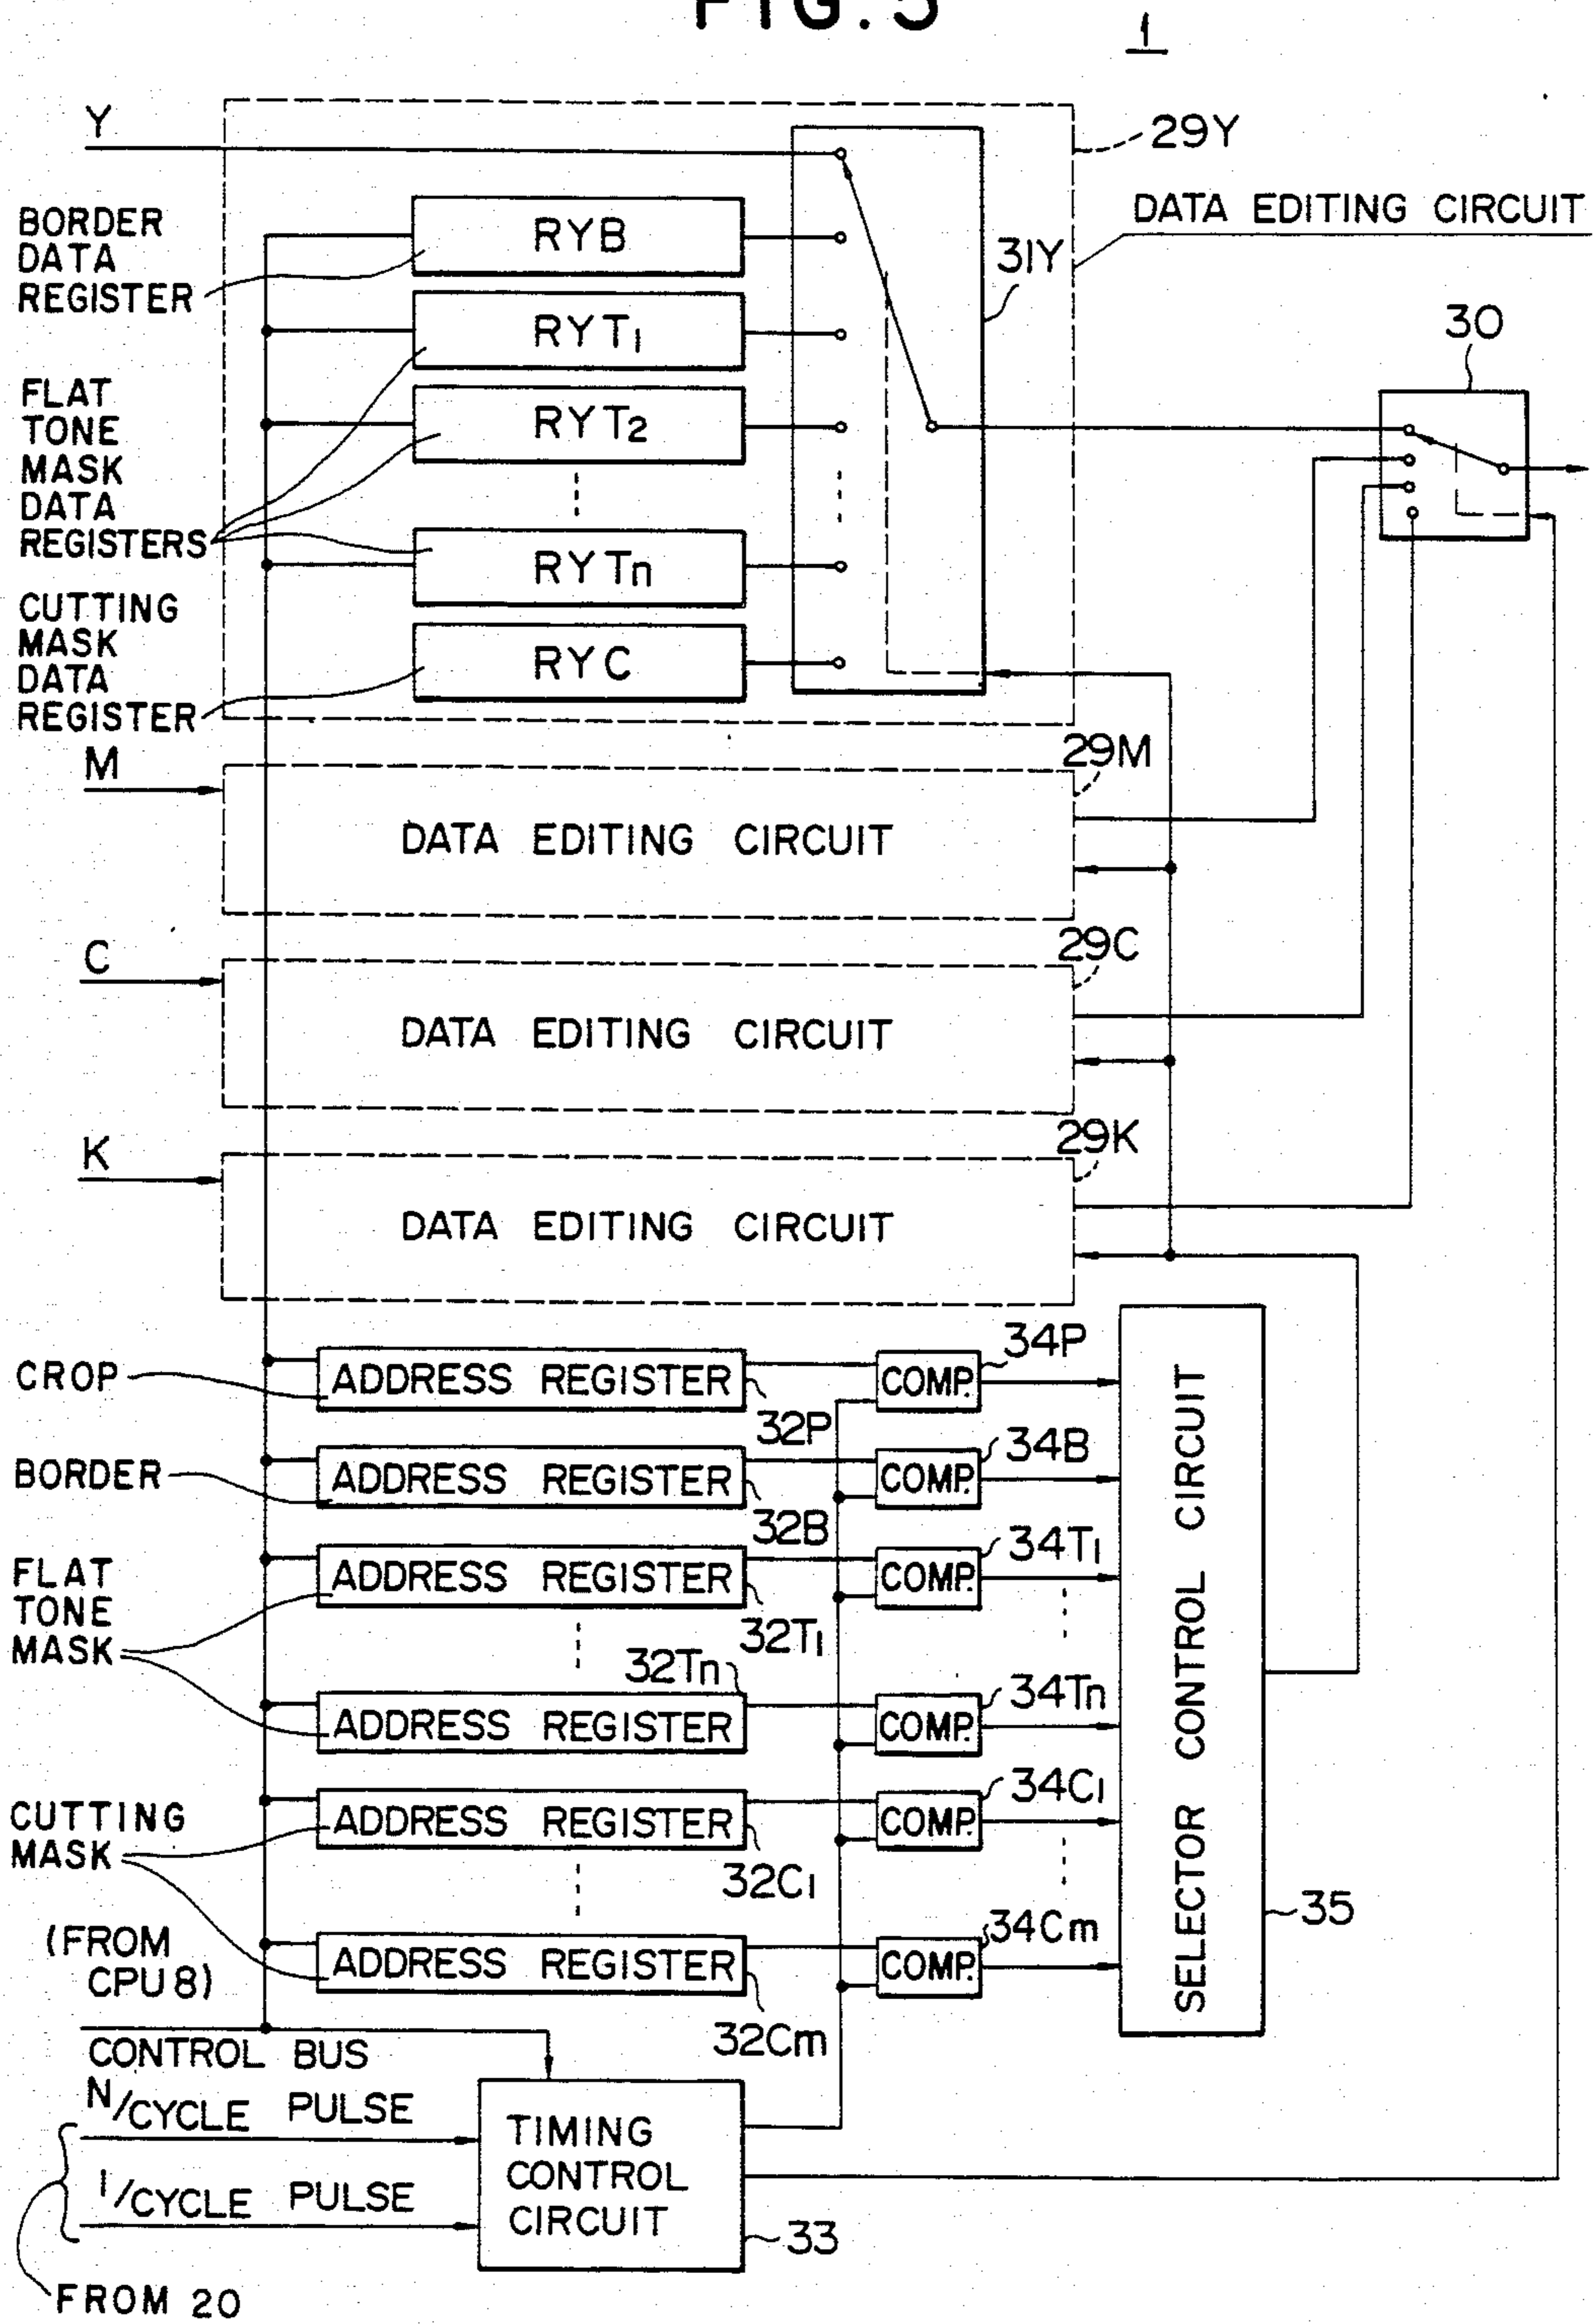 FIG. 5
1
Y
29Y
DATA EDITING CIRCUIT
BORDER
DATA
REGISTER
RYB
31Y
RYT1
30
FLAT
TONE
MASK
DATA
REGISTERS
RYT2
RYTn
CUTTING
MASK
DATA
REGISTER
RYC
M
29M
DATA EDITING CIRCUIT
C
29C
DATA EDITING CIRCUIT
K
29K
DATA EDITING CIRCUIT
CROP
ADDRESS REGISTER
32P
COMP.
34P
BORDER
ADDRESS REGISTER
32B
COMP.
34B
FLAT
TONE
MASK
ADDRESS REGISTER
32T1
COMP.
34T1
32Tn
ADDRESS REGISTER
COMP.
34Tn
CUTTING
MASK
ADDRESS REGISTER
32C1
COMP.
34C1
ADDRESS REGISTER
32Cm
COMP.
34Cm
SELECTOR CONTROL CIRCUIT
35
(FROM
CPU 8)
CONTROL BUS
N/CYCLE PULSE
1/CYCLE PULSE
TIMING
CONTROL
CIRCUIT
33
FROM 20